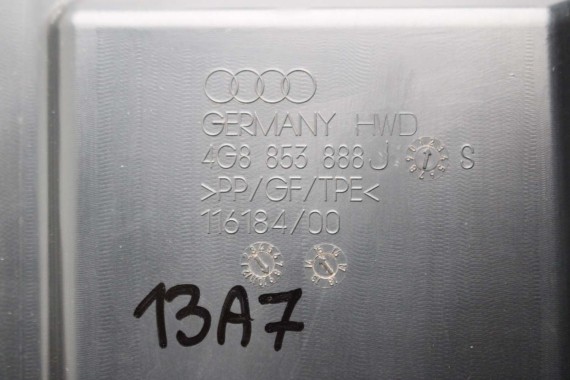 GERMANY HWD
4G8 853 888 J S
>PP/GF/TPE<
116184/00
13A7